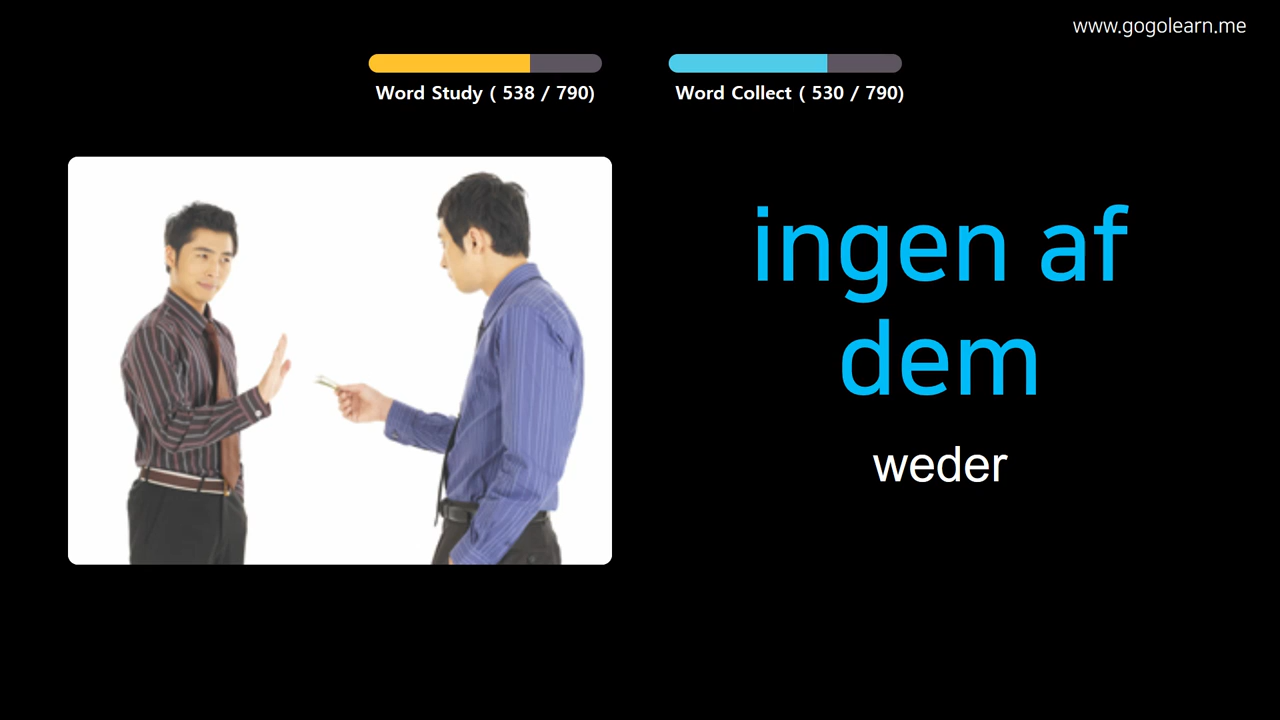 www.gogolearn.me
Word Study ( 538 / 790)
Word Collect ( 530 / 790)
ingen af
dem
weder